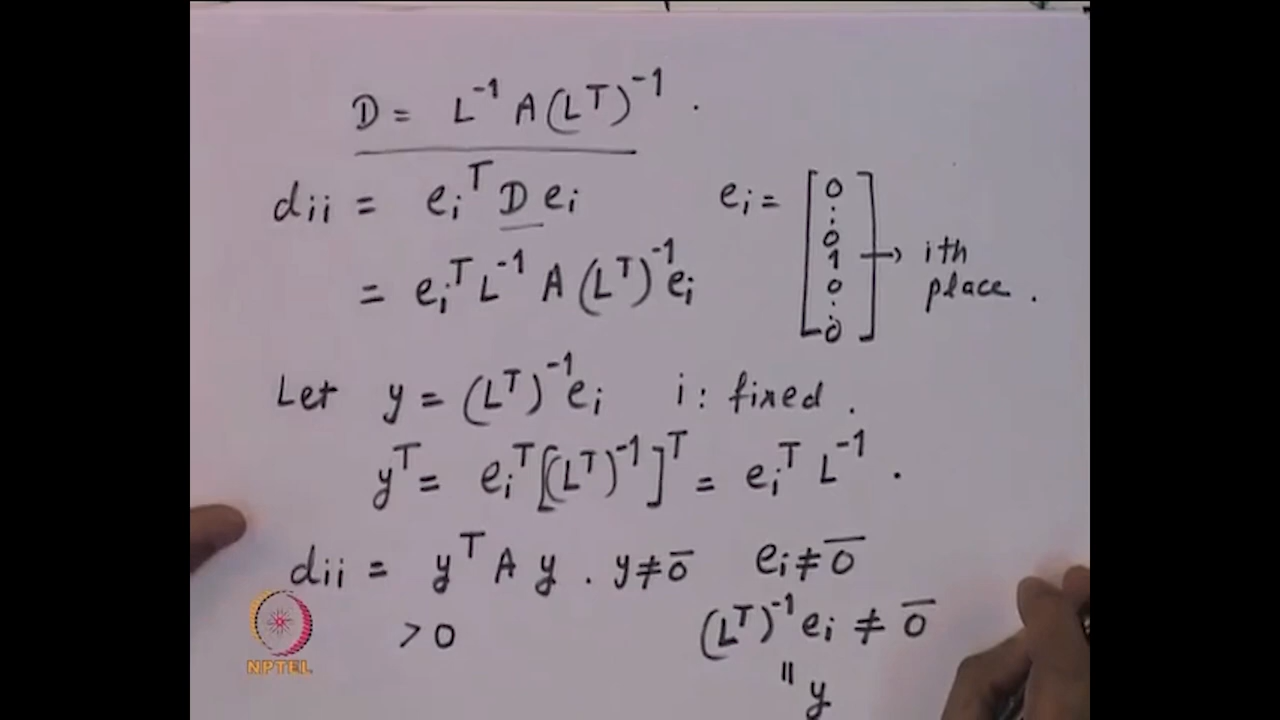 D = L⁻¹ A (Lᵀ)⁻¹ .
dii = eᵢᵀ D eᵢ
= eᵢᵀ L⁻¹ A (Lᵀ)⁻¹ eᵢ
eᵢ = [0 : 0 1 0 : 0] → ith place .
Let y = (Lᵀ)⁻¹ eᵢ i : fixed .
yᵀ = eᵢᵀ [(Lᵀ)⁻¹]ᵀ = eᵢᵀ L⁻¹ .
dii = yᵀ A y . y ≠ 0̄ eᵢ ≠ 0̄
> 0 (Lᵀ)⁻¹ eᵢ ≠ 0̄
" y
NPTEL